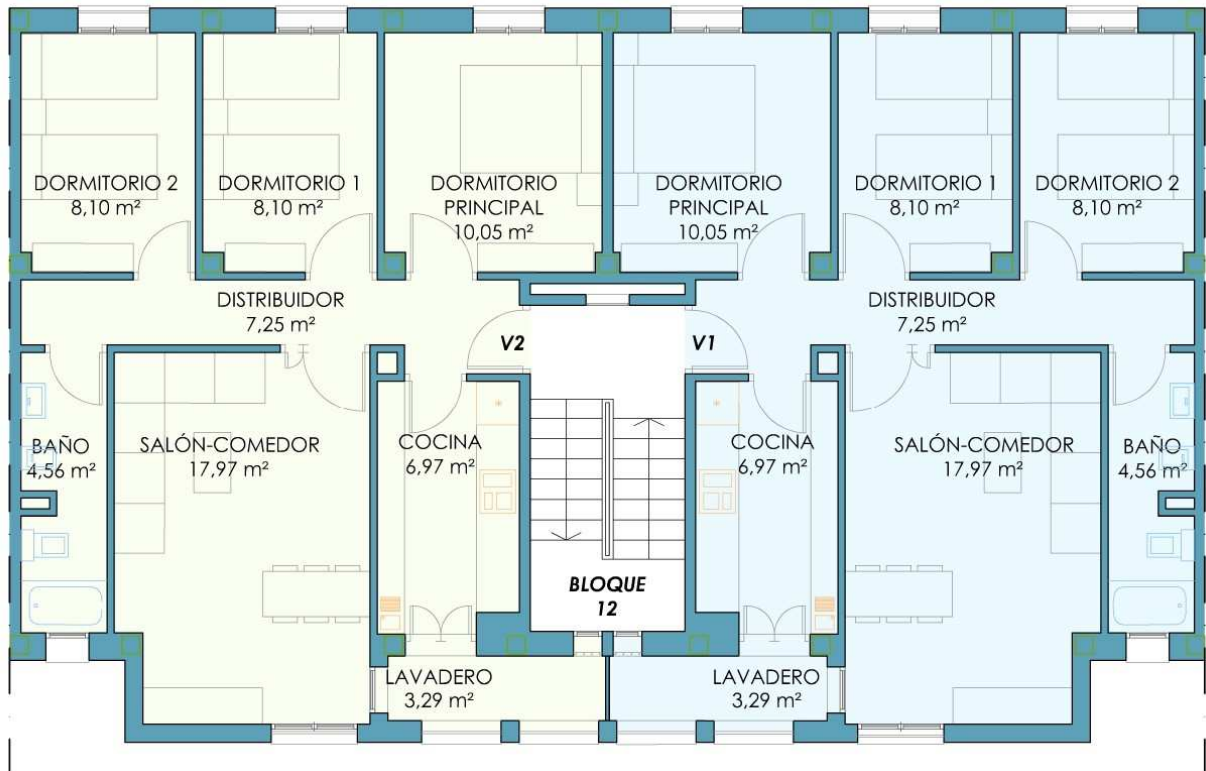 DORMITORIO 2
8,10 m²
DORMITORIO 1
8,10 m²
DORMITORIO
PRINCIPAL
10,05 m²
DORMITORIO
PRINCIPAL
10,05 m²
DORMITORIO 1
8,10 m²
DORMITORIO 2
8,10 m²
DISTRIBUIDOR
7,25 m²
V2
V1
DISTRIBUIDOR
7,25 m²
BAÑO
4,56 m²
SALÓN-COMEDOR
17,97 m²
COCINA
6,97 m²
COCINA
6,97 m²
SALÓN-COMEDOR
17,97 m²
BAÑO
4,56 m²
BLOQUE
12
LAVADERO
3,29 m²
LAVADERO
3,29 m²